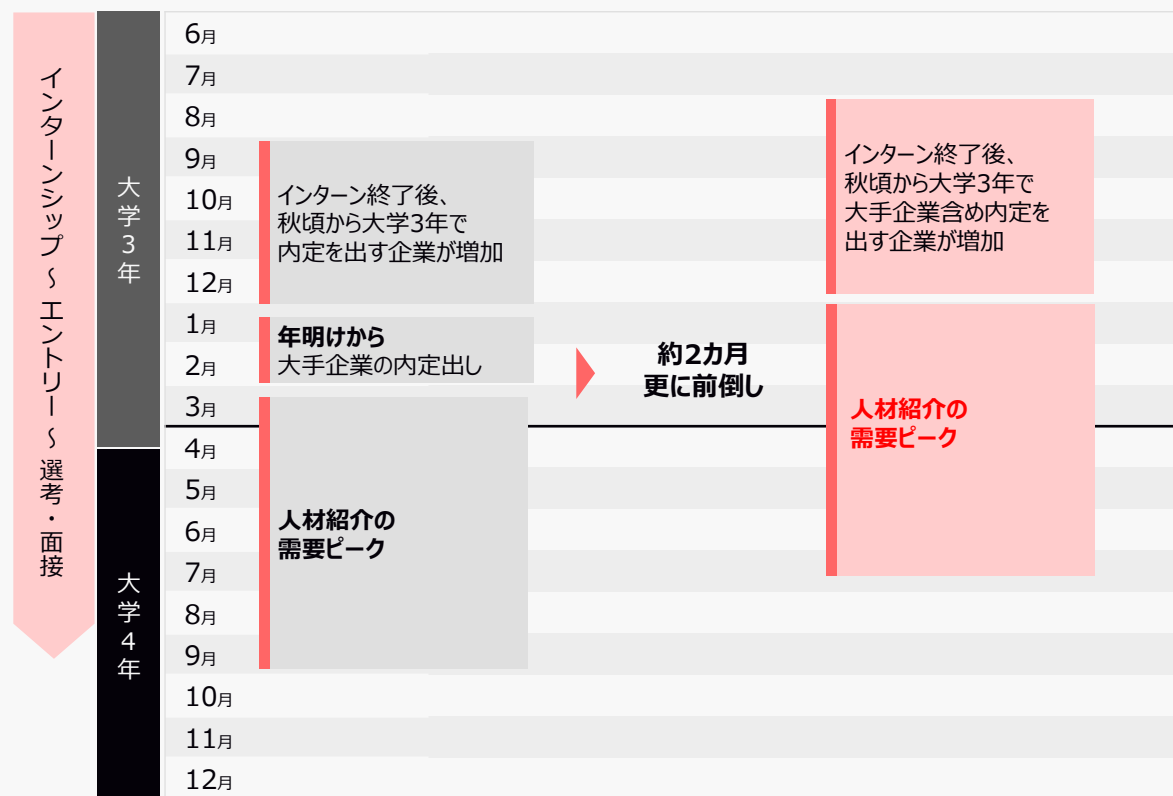 インターンシップ ～ エントリー ～ 選考・面接
大学3年
大学4年
6月
7月
8月
9月
10月
11月
12月
1月
2月
3月
4月
5月
6月
7月
8月
9月
10月
11月
12月
インターン終了後、
秋頃から大学3年で
内定を出す企業が増加
年明けから
大手企業の内定出し
人材紹介の
需要ピーク
約2カ月
更に前倒し
インターン終了後、
秋頃から大学3年で
大手企業含め内定を
出す企業が増加
人材紹介の
需要ピーク